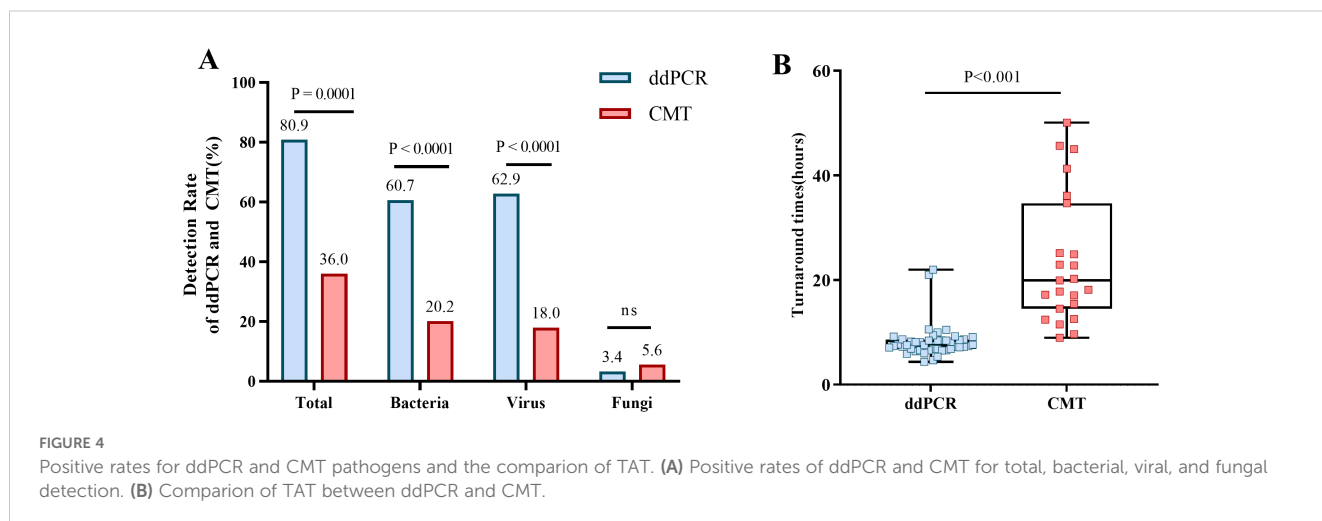 A
ddPCR
CMT
Detection Rate
of ddPCR and CMT(%)
100
80
60
40
20
0
P = 0.0001
80.9
36.0
P < 0.0001
60.7
20.2
P < 0.0001
62.9
18.0
ns
3.4
5.6
Total
Bacteria
Virus
Fungi
B
P<0.001
Turnaround times(hours)
60
40
20
0
ddPCR
CMT
FIGURE 4
Positive rates for ddPCR and CMT pathogens and the comparion of TAT. (A) Positive rates of ddPCR and CMT for total, bacterial, viral, and fungal
detection. (B) Comparion of TAT between ddPCR and CMT.